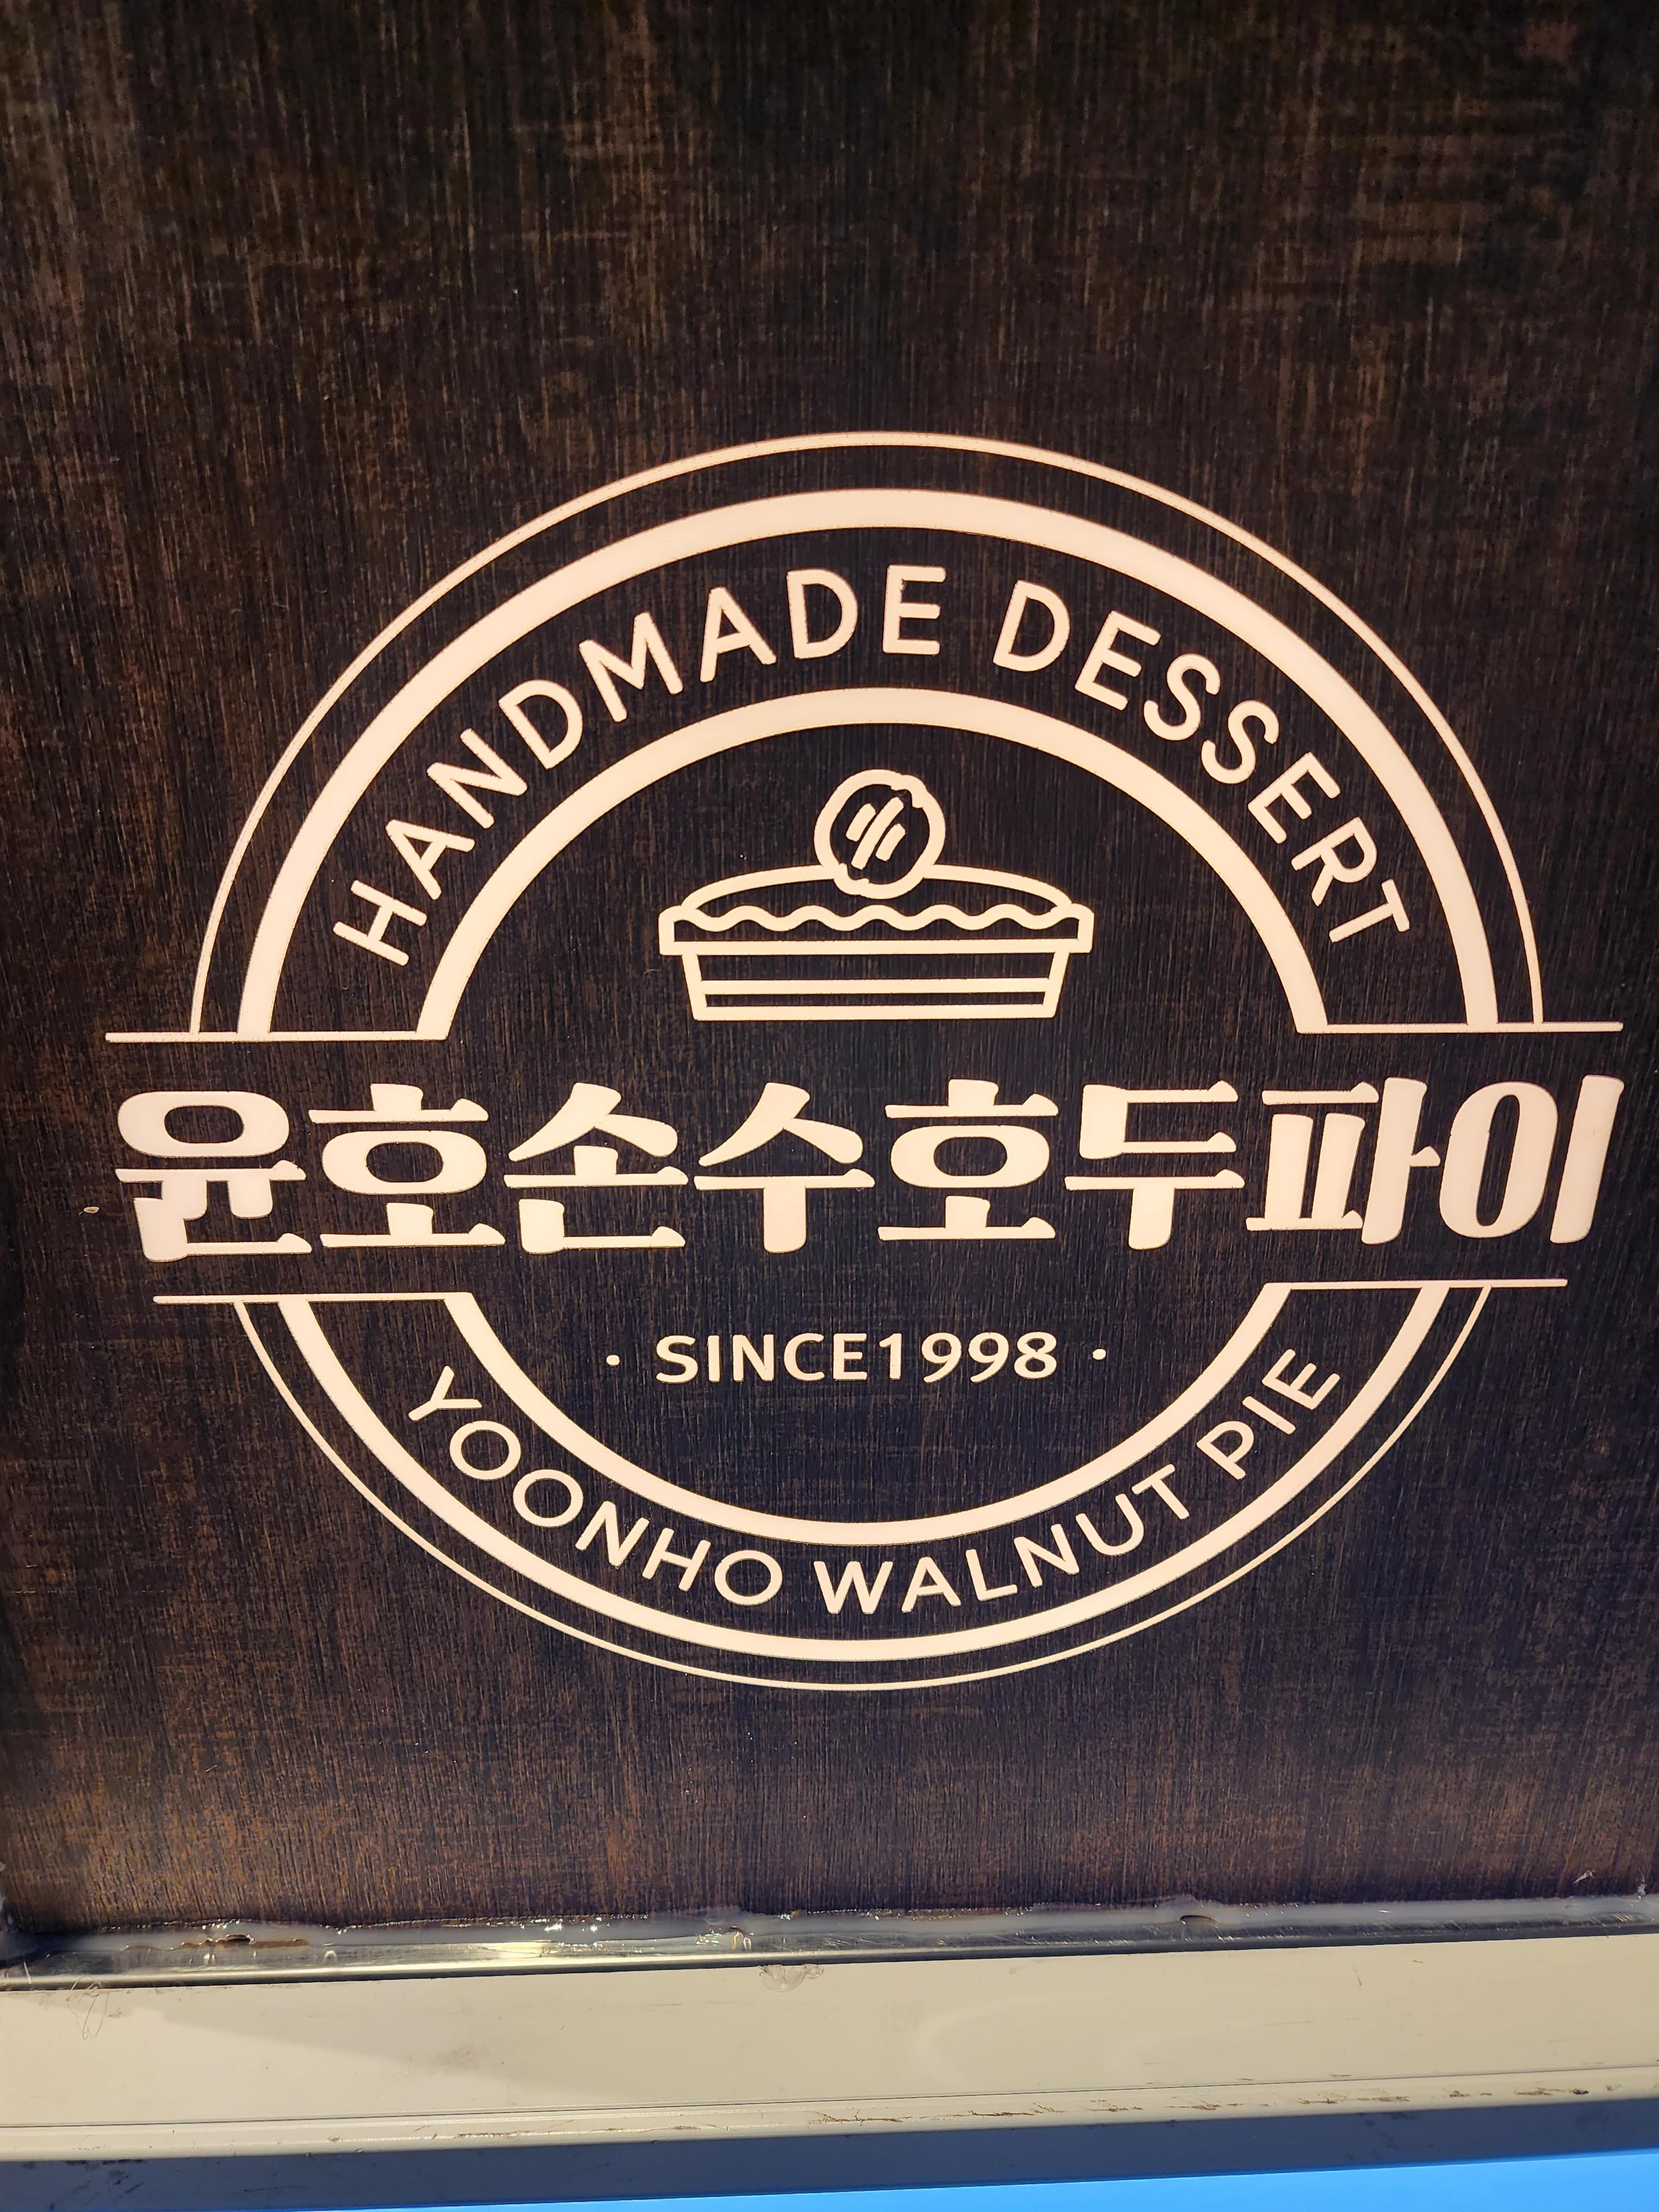 HANDMADE DESSERT
윤호손수호두파이
· SINCE1998 ·
YOONHO WALNUT PIE